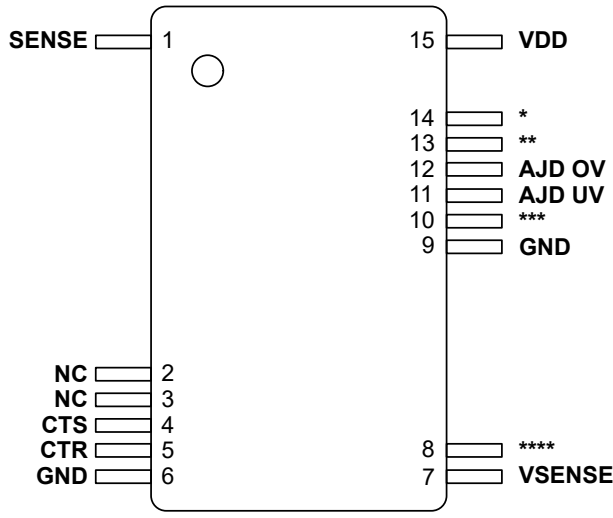 SENSE 1 15 VDD
14 *
13 **
12 AJD OV
11 AJD UV
10 ***
9 GND
NC 2
NC 3
CTS 4
CTR 5 8 ****
GND 6 7 VSENSE